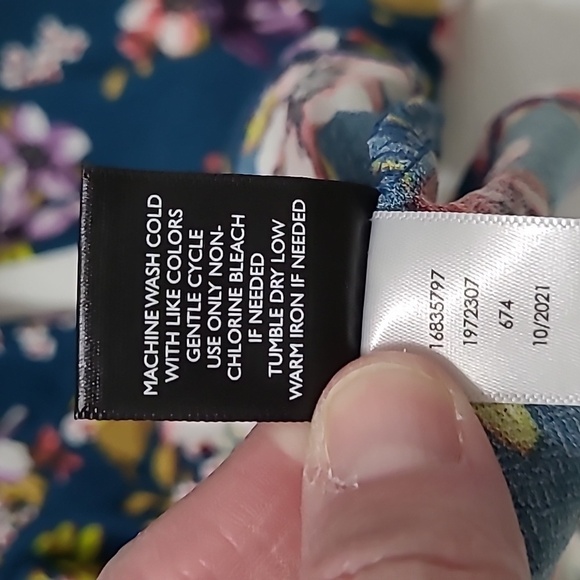 MACHINE WASH COLD
WITH LIKE COLORS
GENTLE CYCLE
USE ONLY NON-
CHLORINE BLEACH
IF NEEDED
TUMBLE DRY LOW
WARM IRON IF NEEDED
16835797
1972307
674
10/2021